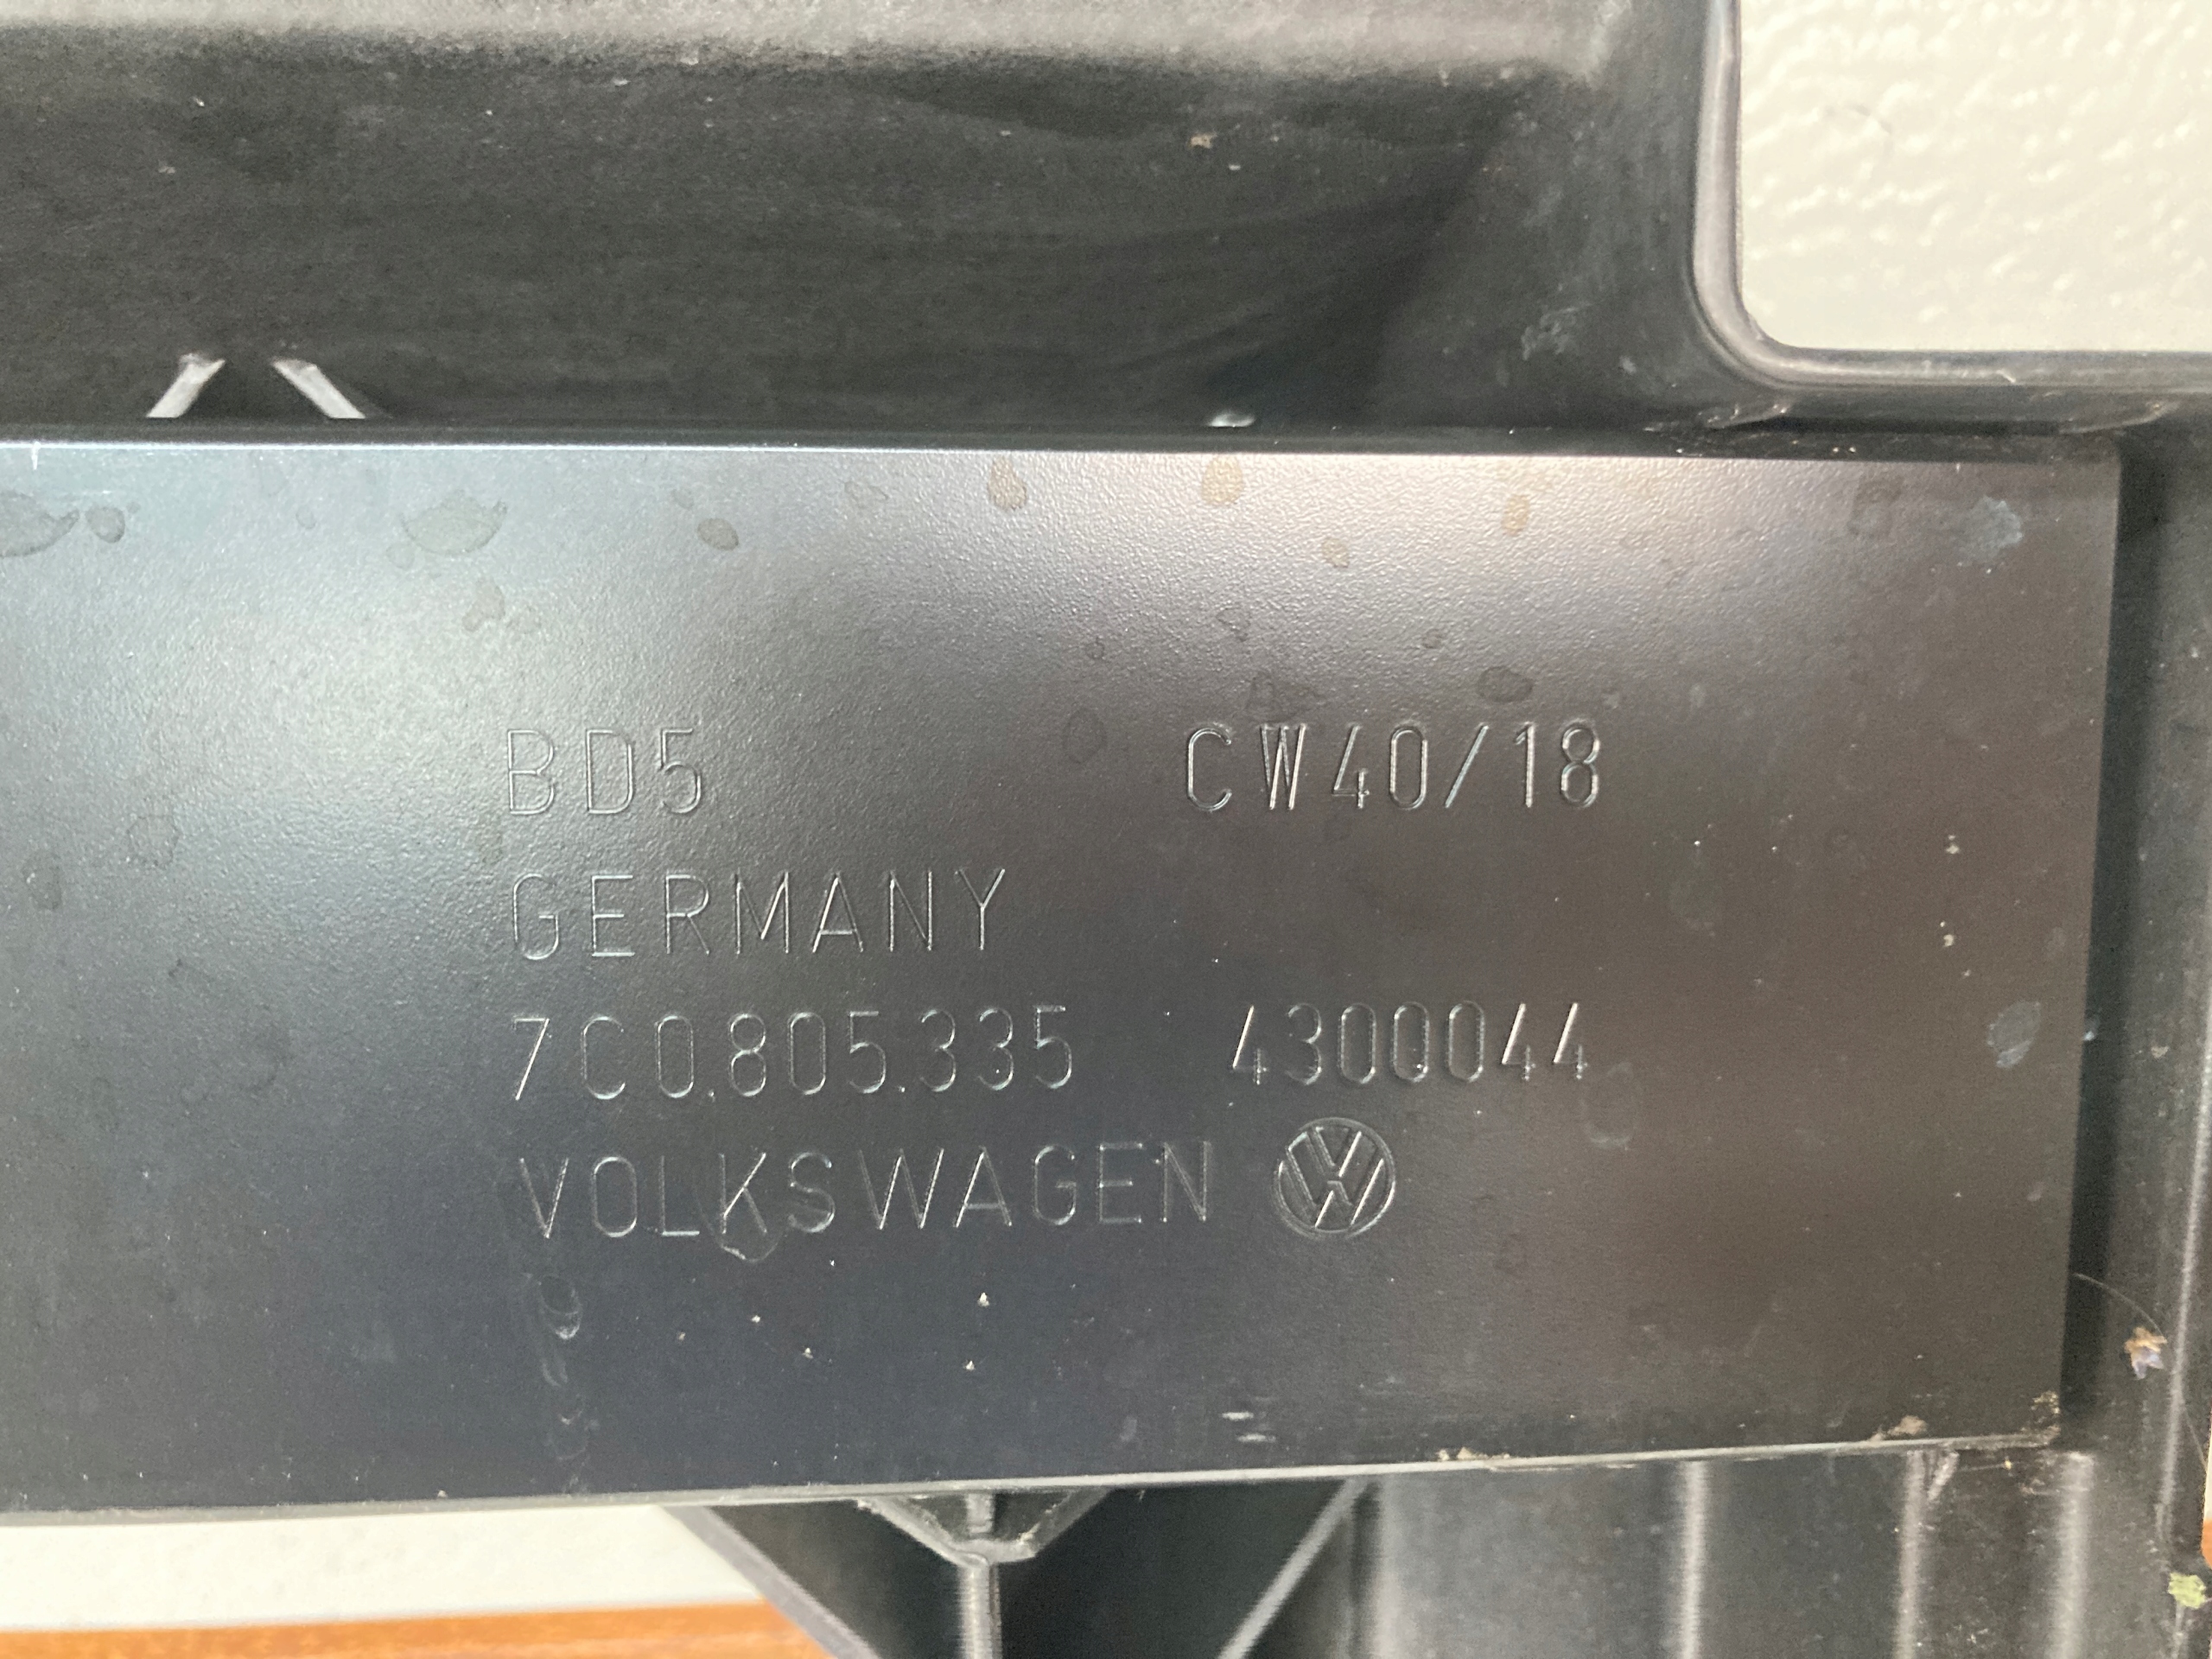 BD5 CW40/18
GERMANY
7C0.805.335 4300044
VOLKSWAGEN